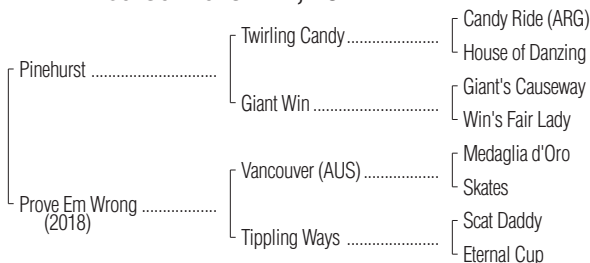 Candy Ride (ARG)
Twirling Candy
House of Danzing
Pinehurst
Giant's Causeway
Giant Win
Win's Fair Lady
Medaglia d'Oro
Vancouver (AUS)
Skates
Prove Em Wrong
(2018)
Scat Daddy
Tippling Ways
Eternal Cup